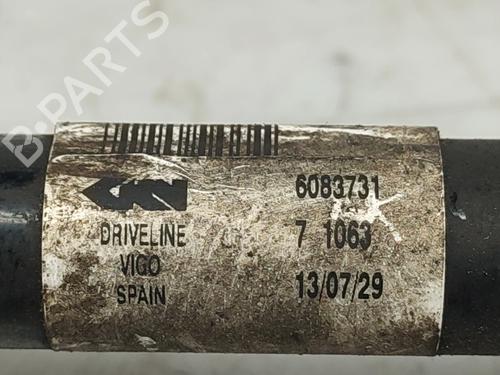 GKN
DRIVELINE
VIGO
SPAIN
6083731
7 1063
13/07/29
B-PARTS